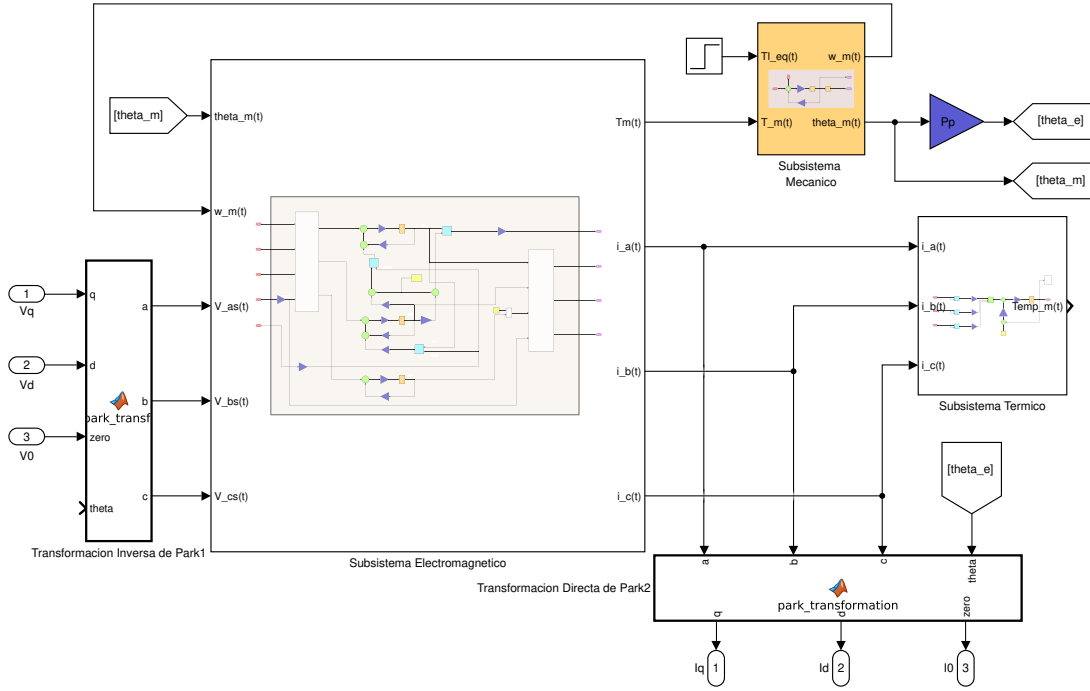 [theta_m]
theta_m(t)
w_m(t)
V_as(t)
V_bs(t)
V_cs(t)
Tm(t)
i_a(t)
i_b(t)
i_c(t)
Subsistema Electromagnetico
Tl_eq(t)
w_m(t)
T_m(t)
theta_m(t)
Subsistema
Mecanico
Pp
[theta_e]
[theta_m]
1
Vq
2
Vd
3
V0
q
d
zero
theta
a
b
c
park_transf
Transformacion Inversa de Park1
i_a(t)
i_b(t)
i_c(t)
Temp_m(t)
Subsistema Termico
[theta_e]
Transformacion Directa de Park2
a
b
c
theta
park_transformation
q
d
zero
Iq
1
Id
2
I0
3